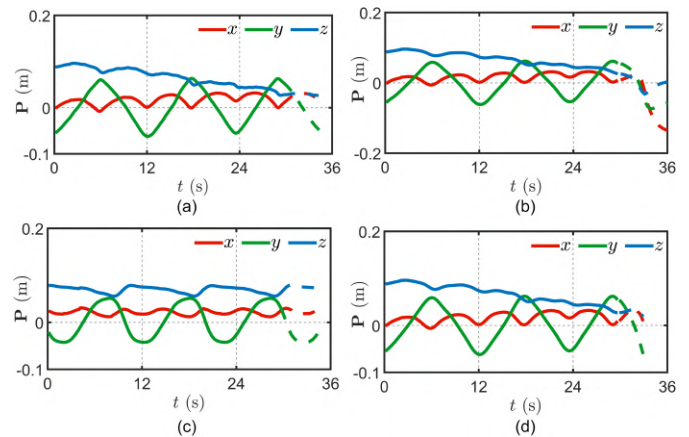 0.2
x y z
P (m)
0
-0.1
0 12 24 36
t (s)
(a)
0.2
x y z
P (m)
0
-0.2
0 12 24 36
t (s)
(b)
0.2
x y z
P (m)
0
-0.1
0 12 24 36
t (s)
(c)
0.2
x y z
P (m)
0
-0.1
0 12 24 36
t (s)
(d)